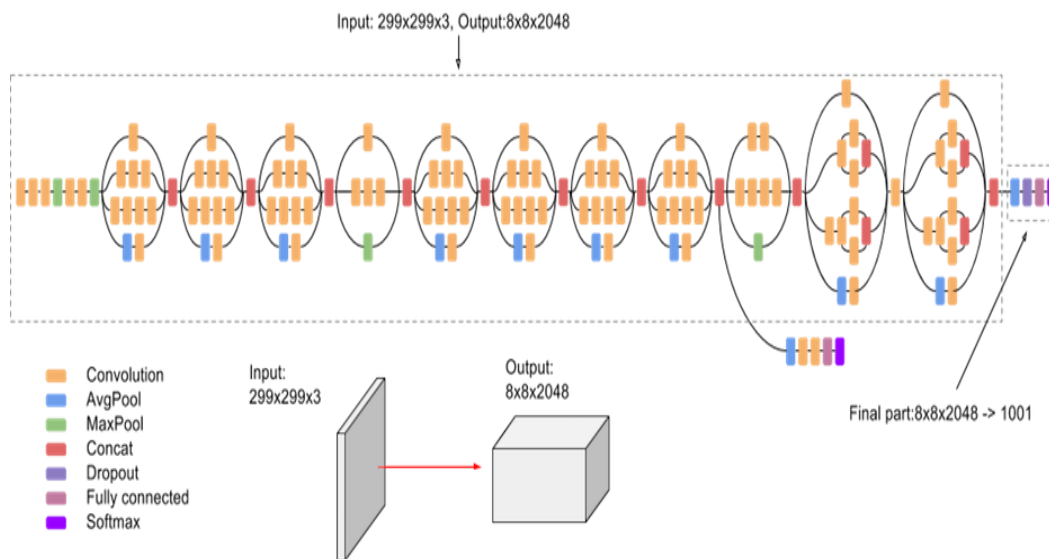 Input: 299x299x3, Output:8x8x2048
Convolution
AvgPool
MaxPool
Concat
Dropout
Fully connected
Softmax
Input:
299x299x3
Output:
8x8x2048
Final part:8x8x2048 -> 1001